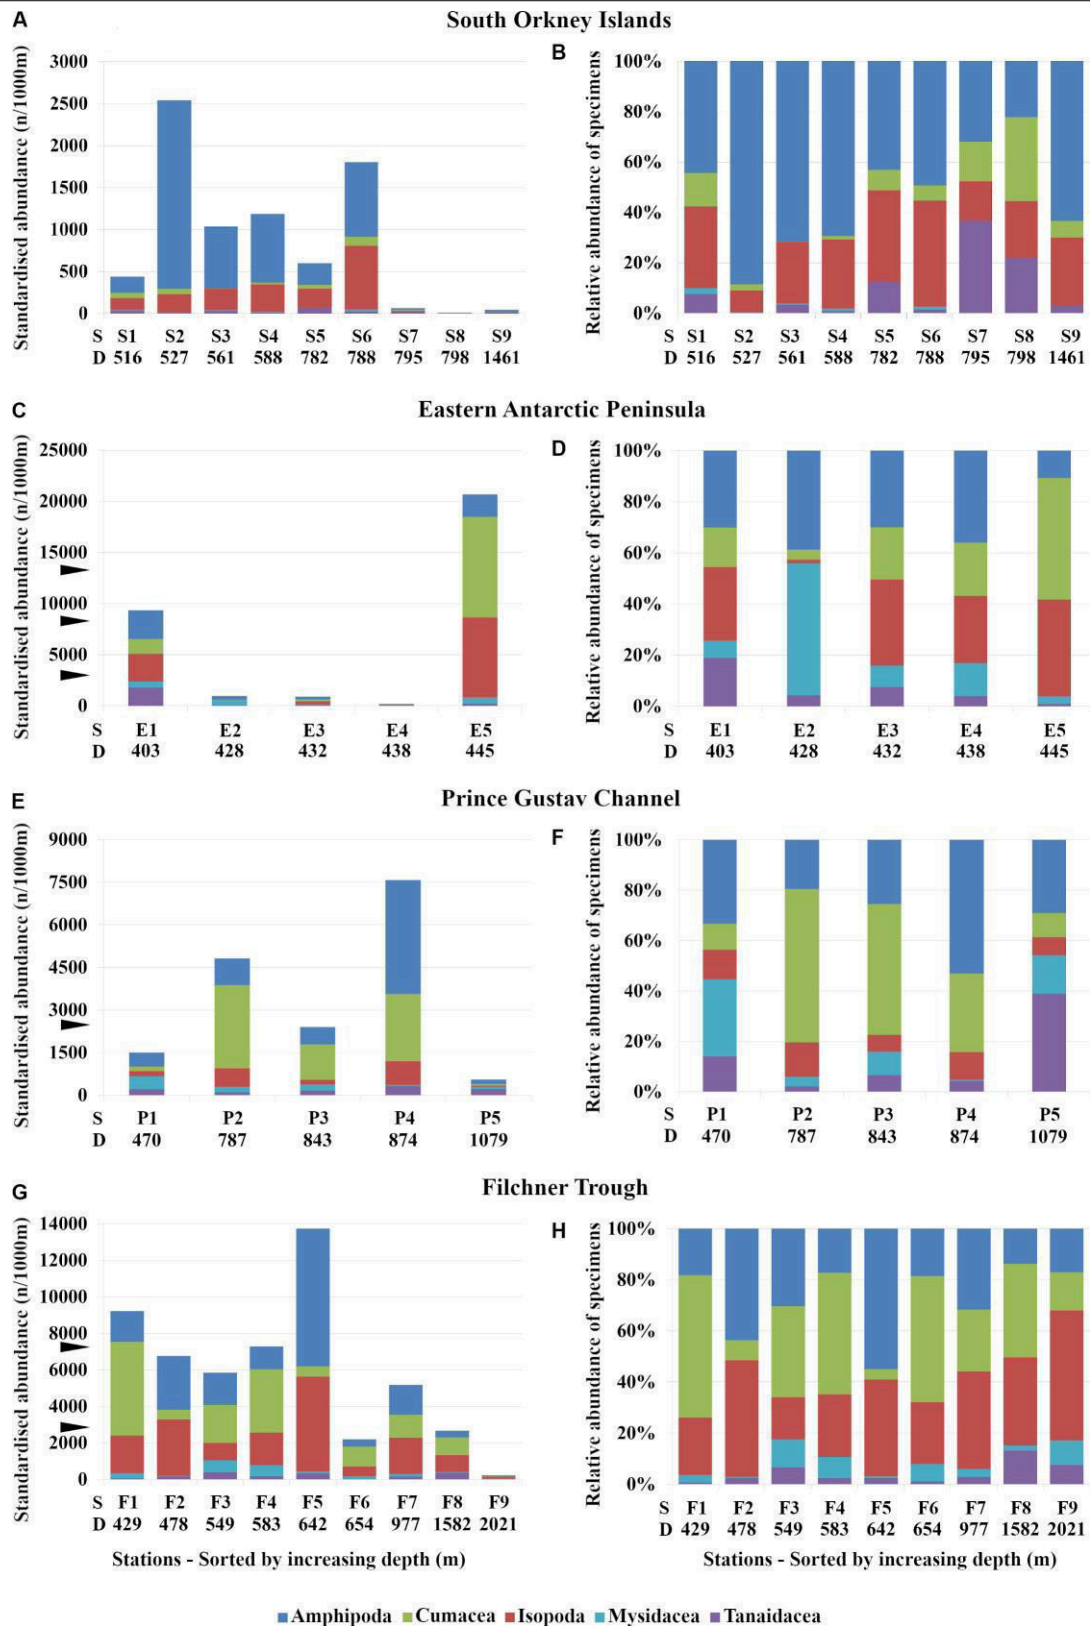 South Orkney Islands
A
Standardised abundance (n/1000m)
3000
2500
2000
1500
1000
500
0
S S1 S2 S3 S4 S5 S6 S7 S8 S9
D 516 527 561 588 782 788 795 798 1461
B
Relative abundance of specimens
100%
80%
60%
40%
20%
0%
S S1 S2 S3 S4 S5 S6 S7 S8 S9
D 516 527 561 588 782 788 795 798 1461
Eastern Antarctic Peninsula
C
Standardised abundance (n/1000m)
25000
20000
15000
10000
5000
0
S E1 E2 E3 E4 E5
D 403 428 432 438 445
D
Relative abundance of specimens
100%
80%
60%
40%
20%
0%
S E1 E2 E3 E4 E5
D 403 428 432 438 445
Prince Gustav Channel
E
Standardised abundance (n/1000m)
9000
7500
6000
4500
3000
1500
0
S P1 P2 P3 P4 P5
D 470 787 843 874 1079
F
Relative abundance of specimens
100%
80%
60%
40%
20%
0%
S P1 P2 P3 P4 P5
D 470 787 843 874 1079
Filchner Trough
G
Standardised abundance (n/1000m)
14000
12000
10000
8000
6000
4000
2000
0
S F1 F2 F3 F4 F5 F6 F7 F8 F9
D 429 478 549 583 642 654 977 1582 2021
Stations - Sorted by increasing depth (m)
H
Relative abundance of specimens
100%
80%
60%
40%
20%
0%
S F1 F2 F3 F4 F5 F6 F7 F8 F9
D 429 478 549 583 642 654 977 1582 2021
Stations - Sorted by increasing depth (m)
Amphipoda Cumacea Isopoda Mysidacea Tanaidacea